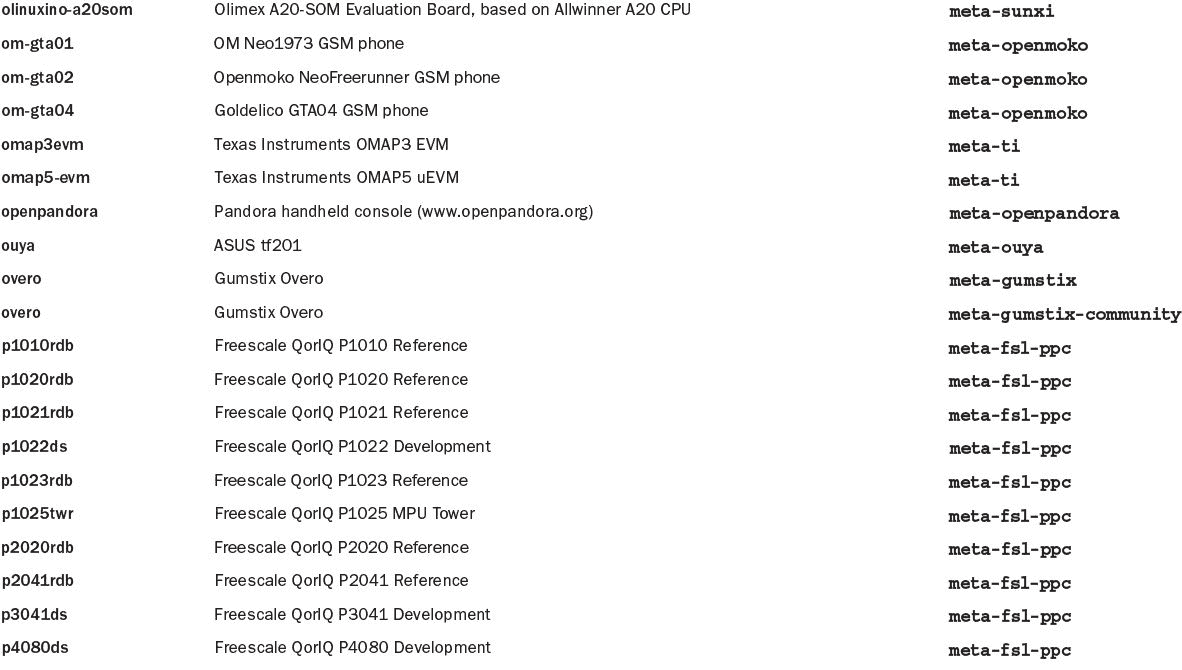 olinuxino-a20som Olimex A20-SOM Evaluation Board, based on Allwinner A20 CPU meta-sunxi
om-gta01 OM Neo1973 GSM phone meta-openmoko
om-gta02 Openmoko NeoFreerunner GSM phone meta-openmoko
om-gta04 Goldelico GTA04 GSM phone meta-openmoko
omap3evm Texas Instruments OMAP3 EVM meta-ti
omap5-evm Texas Instruments OMAP5 uEVM meta-ti
openpandora Pandora handheld console (www.openpandora.org) meta-openpandora
ouya ASUS tf201 meta-ouya
overo Gumstix Overo meta-gumstix
overo Gumstix Overo meta-gumstix-community
p1010rdb Freescale QorIQ P1010 Reference meta-fsl-ppc
p1020rdb Freescale QorIQ P1020 Reference meta-fsl-ppc
p1021rdb Freescale QorIQ P1021 Reference meta-fsl-ppc
p1022ds Freescale QorIQ P1022 Development meta-fsl-ppc
p1023rdb Freescale QorIQ P1023 Reference meta-fsl-ppc
p1025twr Freescale QorIQ P1025 MPU Tower meta-fsl-ppc
p2020rdb Freescale QorIQ P2020 Reference meta-fsl-ppc
p2041rdb Freescale QorIQ P2041 Reference meta-fsl-ppc
p3041ds Freescale QorIQ P3041 Development meta-fsl-ppc
p4080ds Freescale QorIQ P4080 Development meta-fsl-ppc